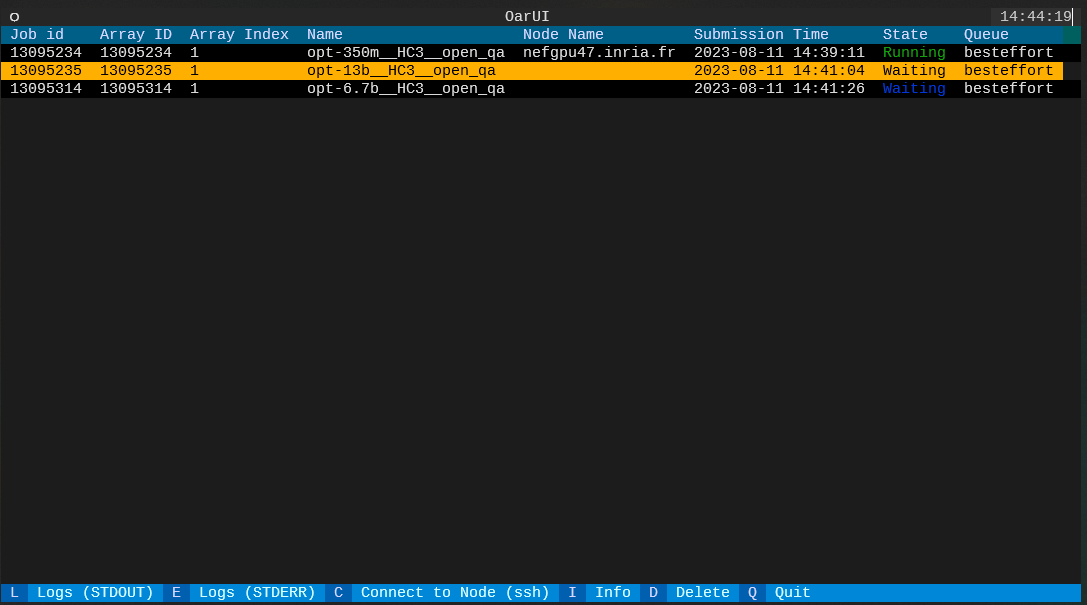 OarUI 14:44:19
Job id Array ID Array Index Name Node Name Submission Time State Queue
13095234 13095234 1 opt-350m__HC3__open_qa nefgpu47.inria.fr 2023-08-11 14:39:11 Running besteffort
13095235 13095235 1 opt-13b__HC3__open_qa 2023-08-11 14:41:04 Waiting besteffort
13095314 13095314 1 opt-6.7b__HC3__open_qa 2023-08-11 14:41:26 Waiting besteffort
L Logs (STDOUT) E Logs (STDERR) C Connect to Node (ssh) I Info D Delete Q Quit